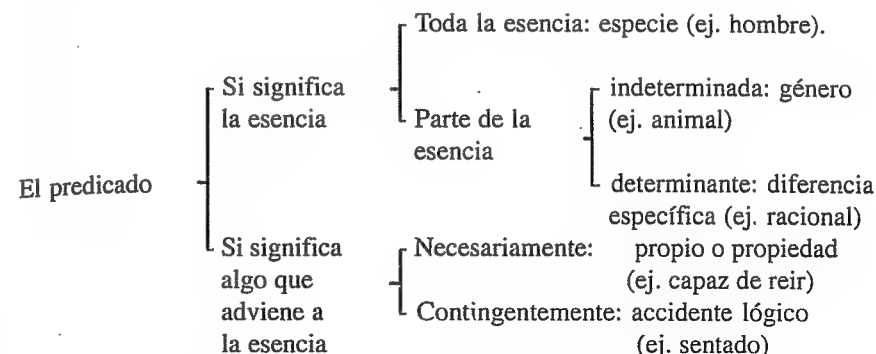 El predicado
Si significa
la esencia
Toda la esencia: especie (ej. hombre).
Parte de la
esencia
indeterminada: género
(ej. animal)
determinante: diferencia
específica (ej. racional)
Si significa
algo que
adviene a
la esencia
Necesariamente: propio o propiedad
(ej. capaz de reir)
Contingentemente: accidente lógico
(ej. sentado)